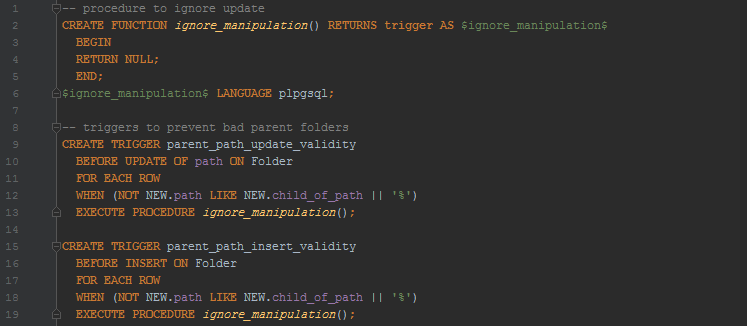 1 -- procedure to ignore update
2 CREATE FUNCTION ignore_manipulation() RETURNS trigger AS $ignore_manipulation$
3 BEGIN
4 RETURN NULL;
5 END;
6 $ignore_manipulation$ LANGUAGE plpgsql;
7
8 -- triggers to prevent bad parent folders
9 CREATE TRIGGER parent_path_update_validity
10 BEFORE UPDATE OF path ON Folder
11 FOR EACH ROW
12 WHEN (NOT NEW.path LIKE NEW.child_of_path || '%')
13 EXECUTE PROCEDURE ignore_manipulation();
14
15 CREATE TRIGGER parent_path_insert_validity
16 BEFORE INSERT ON Folder
17 FOR EACH ROW
18 WHEN (NOT NEW.path LIKE NEW.child_of_path || '%')
19 EXECUTE PROCEDURE ignore_manipulation();